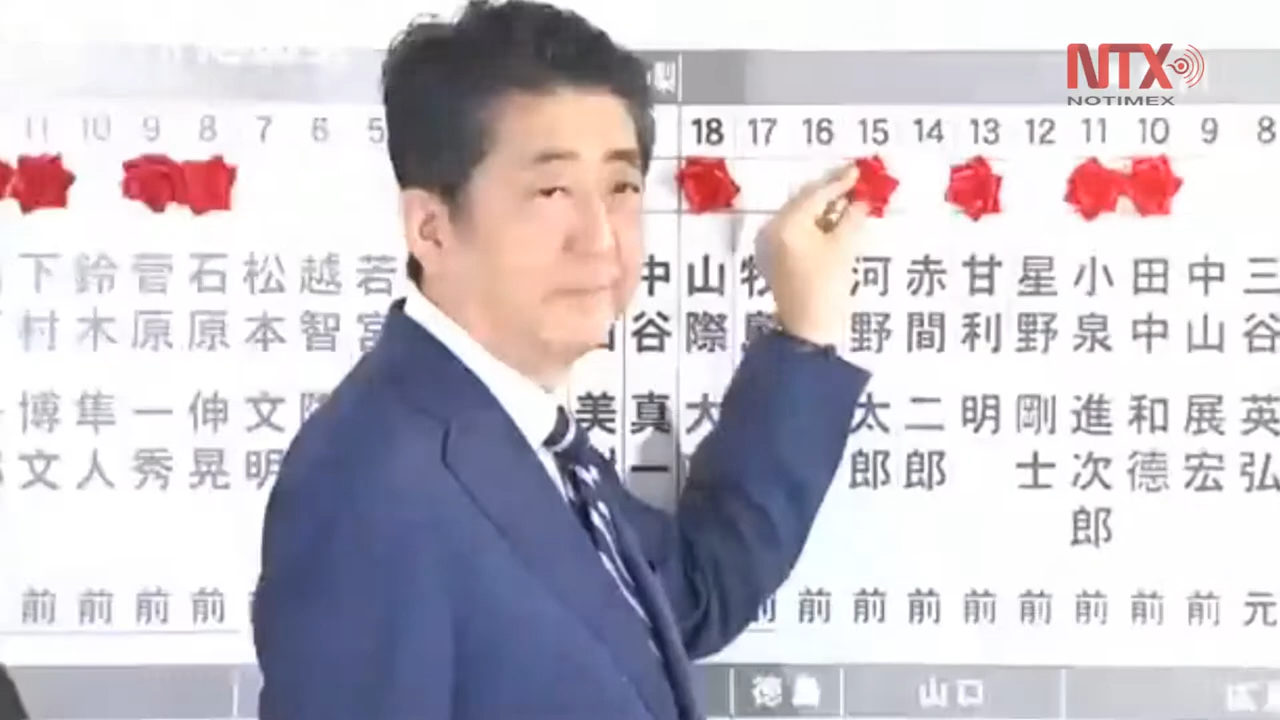 NTX
NOTIMEX
梨
18 17 16 15 14 13 12 11 10 9 8
11 10 9 8 7 6 5
三谷 英弘 元
中山 展宏 前
田中 和徳 前
小泉 進次郎 前
星野 剛士 前
甘利 明 前
赤間 二郎 前
河野 太郎 前
前
牧島 前
山際 大
中谷 真一
美
若宮
越智
松本 文明
石原 伸晃 前
菅原 一秀 前
鈴木 隼人 前
下村 博文 前
徳島 山口